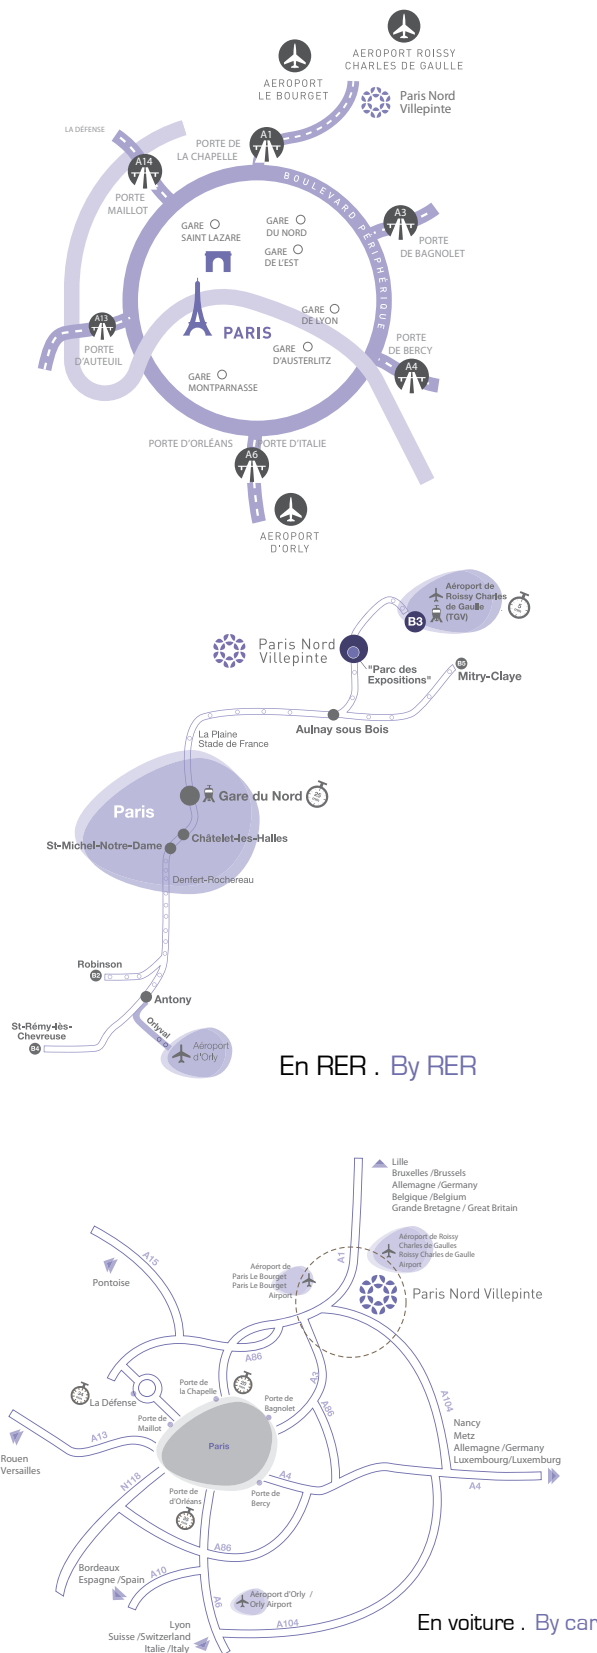 AEROPORT ROISSY
CHARLES DE GAULLE
AEROPORT
LE BOURGET
Paris Nord
Villepinte
LA DÉFENSE
A1
PORTE DE
LA CHAPELLE
A14
PORTE
MAILLOT
BOULEVARD PÉRIPHÉRIQUE
A3
PORTE
DE BAGNOLET
GARE
SAINT LAZARE
GARE
DU NORD
GARE
DE L'EST
GARE
DE LYON
PARIS
A13
PORTE
D'AUTEUIL
PORTE
DE BERCY
A4
GARE
D'AUSTERLITZ
GARE
MONTPARNASSE
PORTE D'ORLÉANS
PORTE D'ITALIE
A6
AEROPORT
D'ORLY
Aéroport de
Roissy Charles
de Gaulle
(TGV)
B3
Paris Nord
Villepinte
"Parc des
Expositions"
B5
Mitry-Claye
Aulnay sous Bois
La Plaine
Stade de France
Gare du Nord
Paris
Châtelet-les-Halles
St-Michel-Notre-Dame
Denfert-Rochereau
Robinson
B2
Antony
St-Rémy-lès-
Chevreuse
B4
Orlyval
Aéroport
d'Orly
En RER . By RER
Lille
Bruxelles /Brussels
Allemagne /Germany
Belgique /Belgium
Grande Bretagne / Great Britain
A1
Aéroport de Roissy
Charles de Gaulles
Roissy Charles de Gaulle
Airport
A15
Pontoise
Aéroport de
Paris Le Bourget
Paris Le Bourget
Airport
Paris Nord Villepinte
A86
A3
A104
La Défense
Porte de
la Chapelle
Porte de
Bagnolet
A86
Porte de
Maillot
A13
Rouen
Versailles
Paris
Nancy
Metz
Allemagne /Germany
Luxembourg/Luxemburg
A4
A4
N118
Porte de
d'Orléans
Porte de
Bercy
A86
Bordeaux
Espagne /Spain
A10
A6
Aéroport d'Orly /
Orly Airport
A104
Lyon
Suisse /Switzerland
Italie /Italy
En voiture . By car